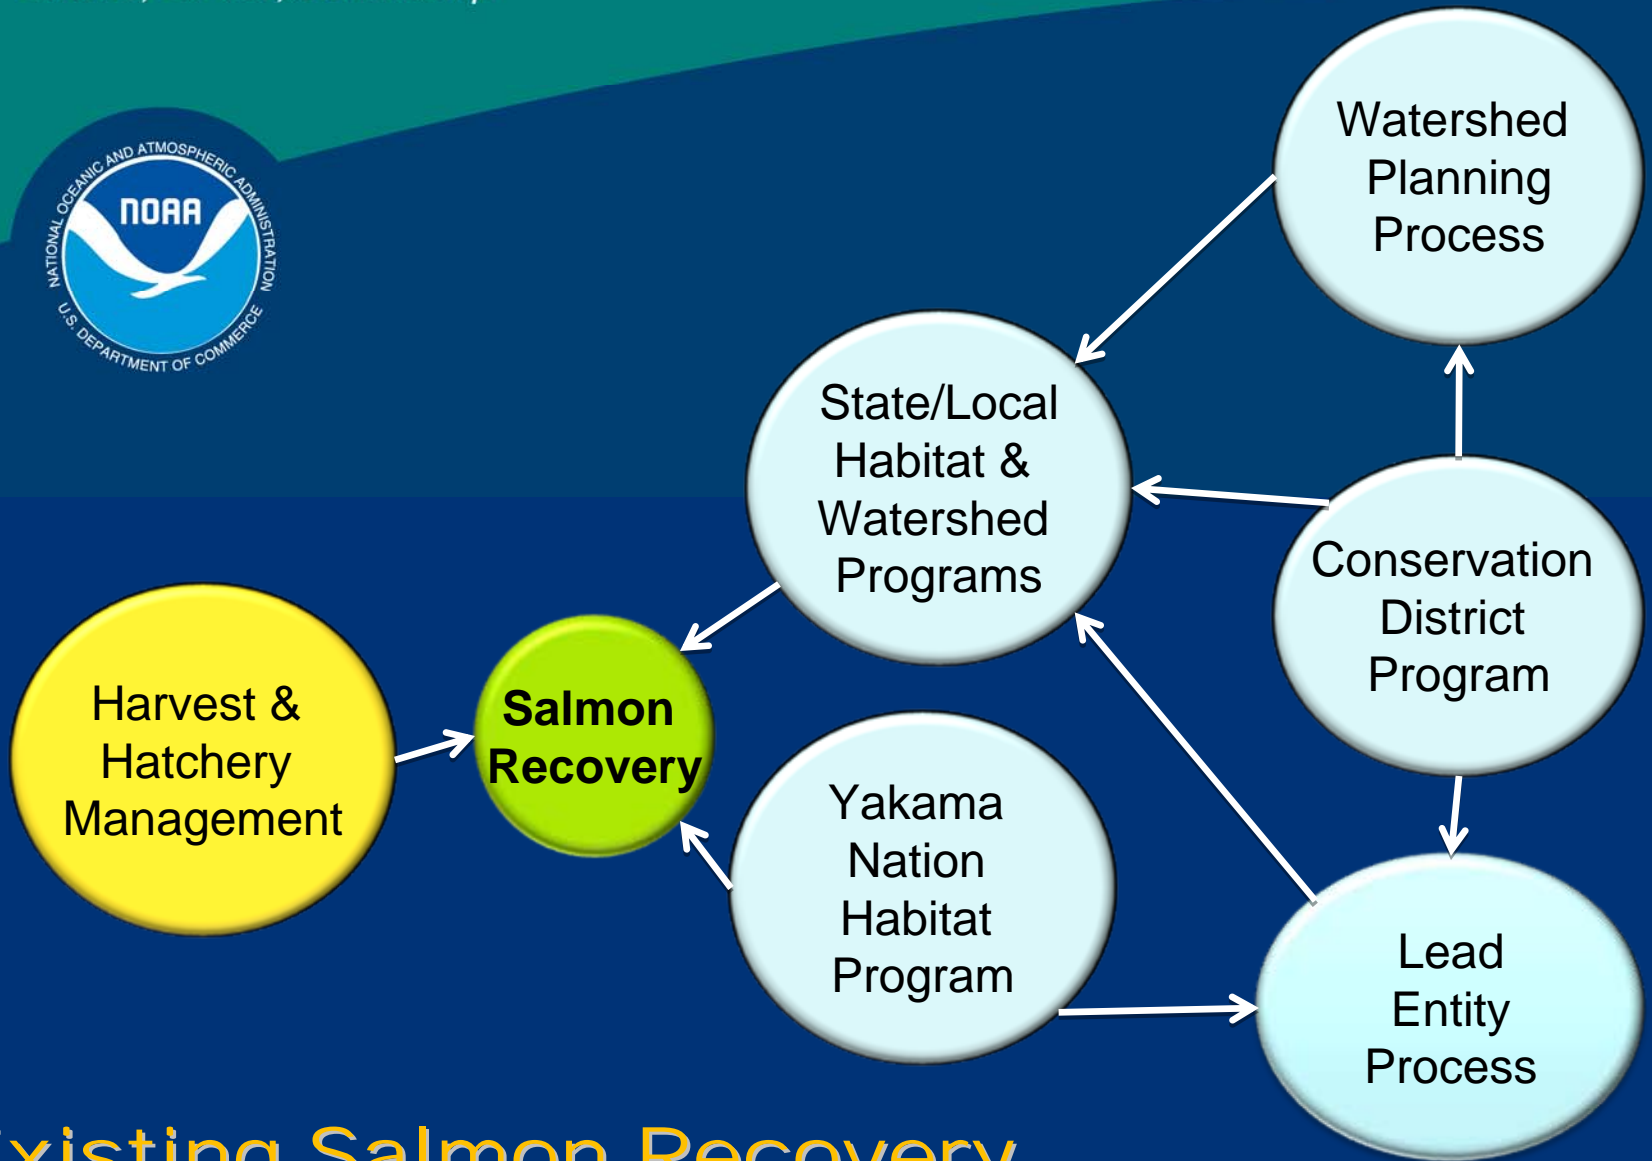 NATIONAL OCEANIC AND ATMOSPHERIC ADMINISTRATION
NOAA
U.S. DEPARTMENT OF COMMERCE
Watershed
Planning
Process
State/Local
Habitat &
Watershed
Programs
Conservation
District
Program
Harvest &
Hatchery
Management
Salmon
Recovery
Yakama
Nation
Habitat
Program
Lead
Entity
Process
Existing Salmon Recovery